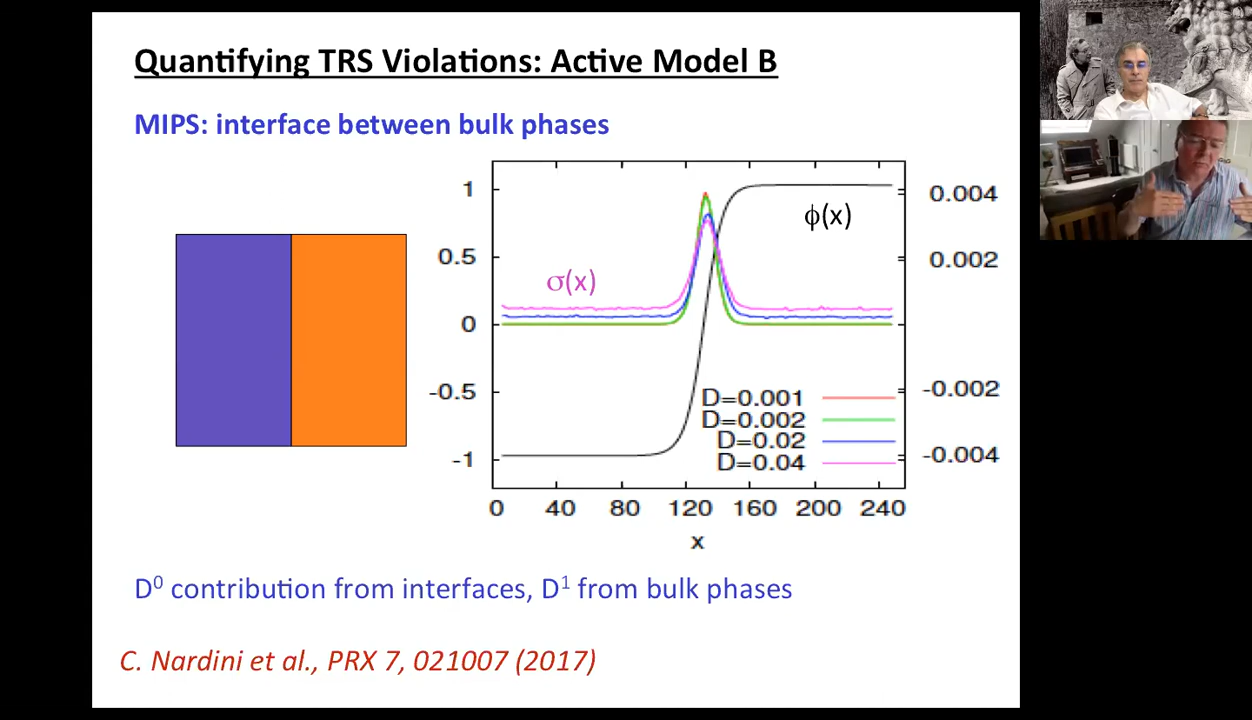 Quantifying TRS Violations: Active Model B
MIPS: interface between bulk phases
1
0.5
0
-0.5
-1
σ(x)
ϕ(x)
0.004
0.002
-0.002
-0.004
D=0.001
D=0.002
D=0.02
D=0.04
0 40 80 120 160 200 240
x
D⁰ contribution from interfaces, D¹ from bulk phases
C. Nardini et al., PRX 7, 021007 (2017)